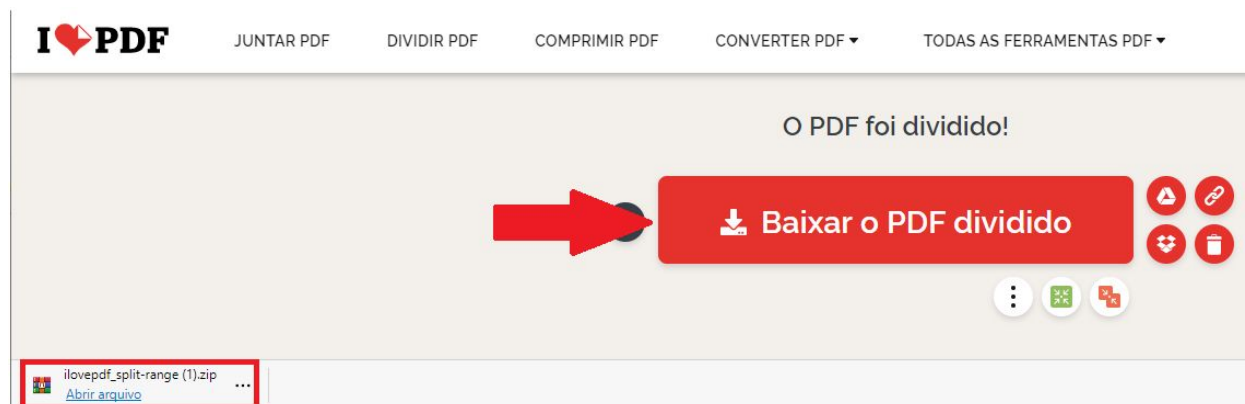 I PDF
JUNTAR PDF
DIVIDIR PDF
COMPRIMIR PDF
CONVERTER PDF
TODAS AS FERRAMENTAS PDF
O PDF foi dividido!
Baixar o PDF dividido
ilovepdf_split-range (1).zip
Abrir arquivo